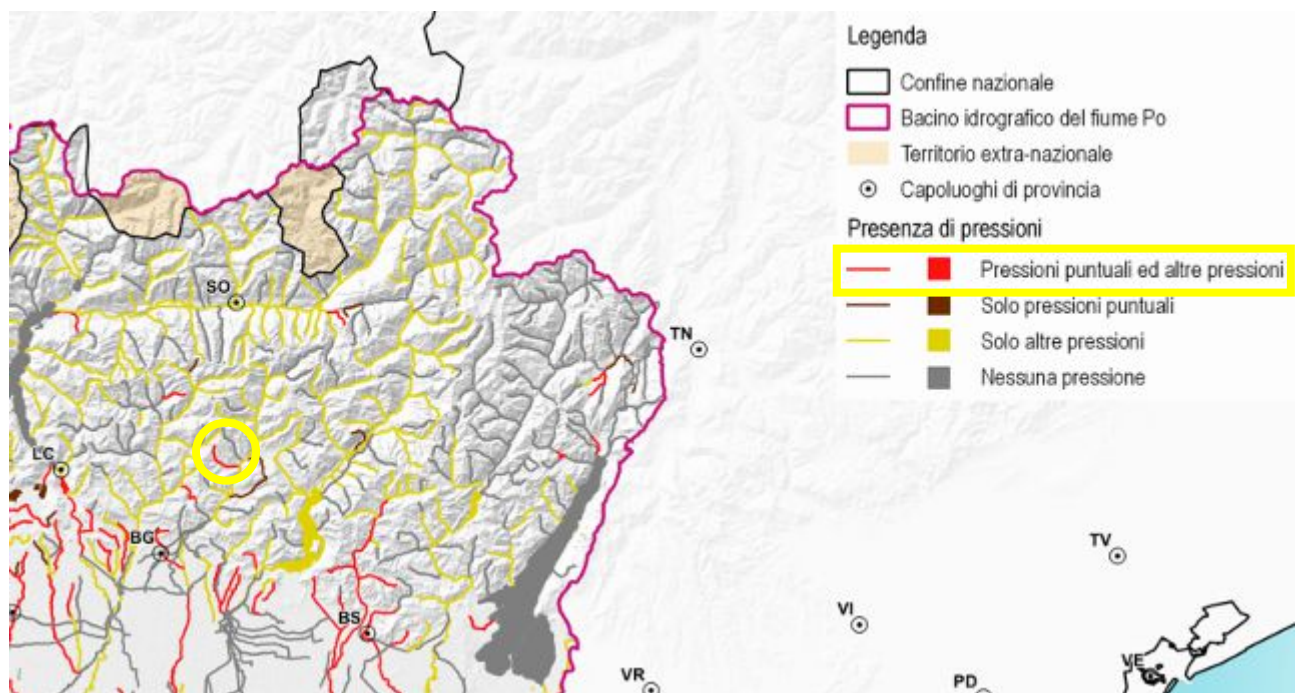 Legenda
Confine nazionale
Bacino idrografico del fiume Po
Territorio extra-nazionale
Capoluoghi di provincia
Presenza di pressioni
Pressioni puntuali ed altre pressioni
Solo pressioni puntuali
Solo altre pressioni
Nessuna pressione
SO
TN
LC
BG
TV
BS
VI
VE
VR
PD